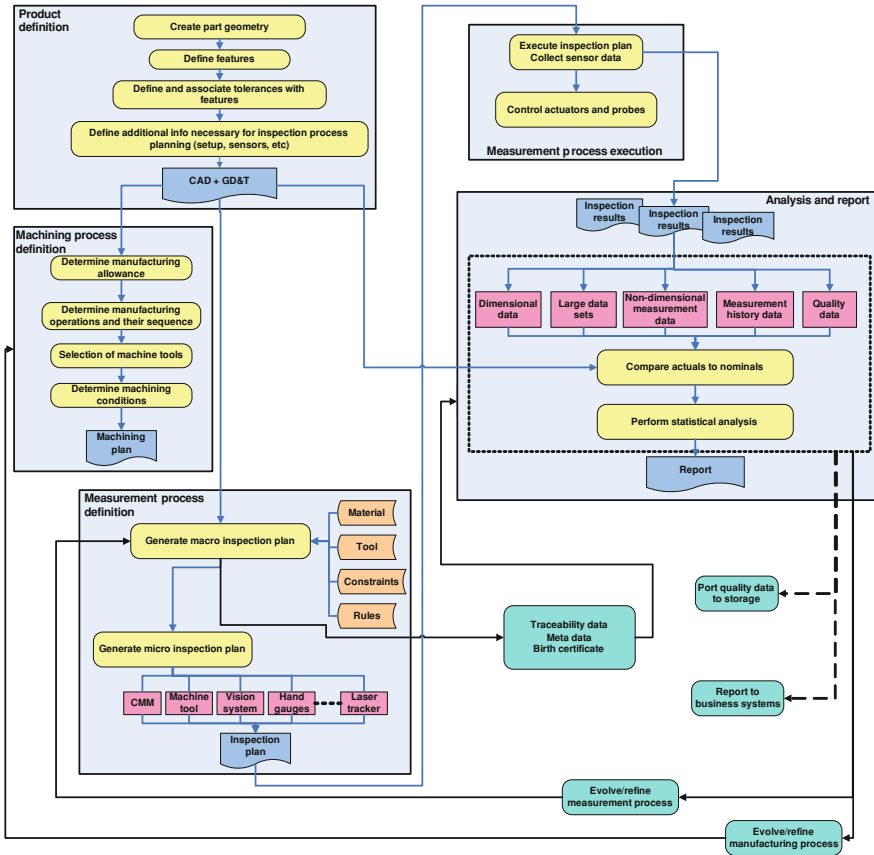 Product
definition
Create part geometry
Define features
Define and associate tolerances with
features
Define additional info necessary for inspection process
planning (setup, sensors, etc)
CAD + GD&T
Execute inspection plan
Collect sensor data
Control actuators and probes
Measurement process execution
Machining process
definition
Determine manufacturing
allowance
Determine manufacturing
operations and their sequence
Selection of machine tools
Determine machining
conditions
Machining
plan
Analysis and report
Inspection
results
Inspection
results
Inspection
results
Dimensional
data
Large data
sets
Non-dimensional
measurement
data
Measurement
history data
Quality
data
Compare actuals to nominals
Perform statistical analysis
Report
Measurement process
definition
Generate macro inspection plan
Material
Tool
Constraints
Rules
Generate micro inspection plan
CMM
Machine
tool
Vision
system
Hand
gauges
Laser
tracker
Inspection
plan
Traceability data
Meta data
Birth certificate
Port quality data
to storage
Report to
business systems
Evolve/refine
measurement process
Evolve/refine
manufacturing process